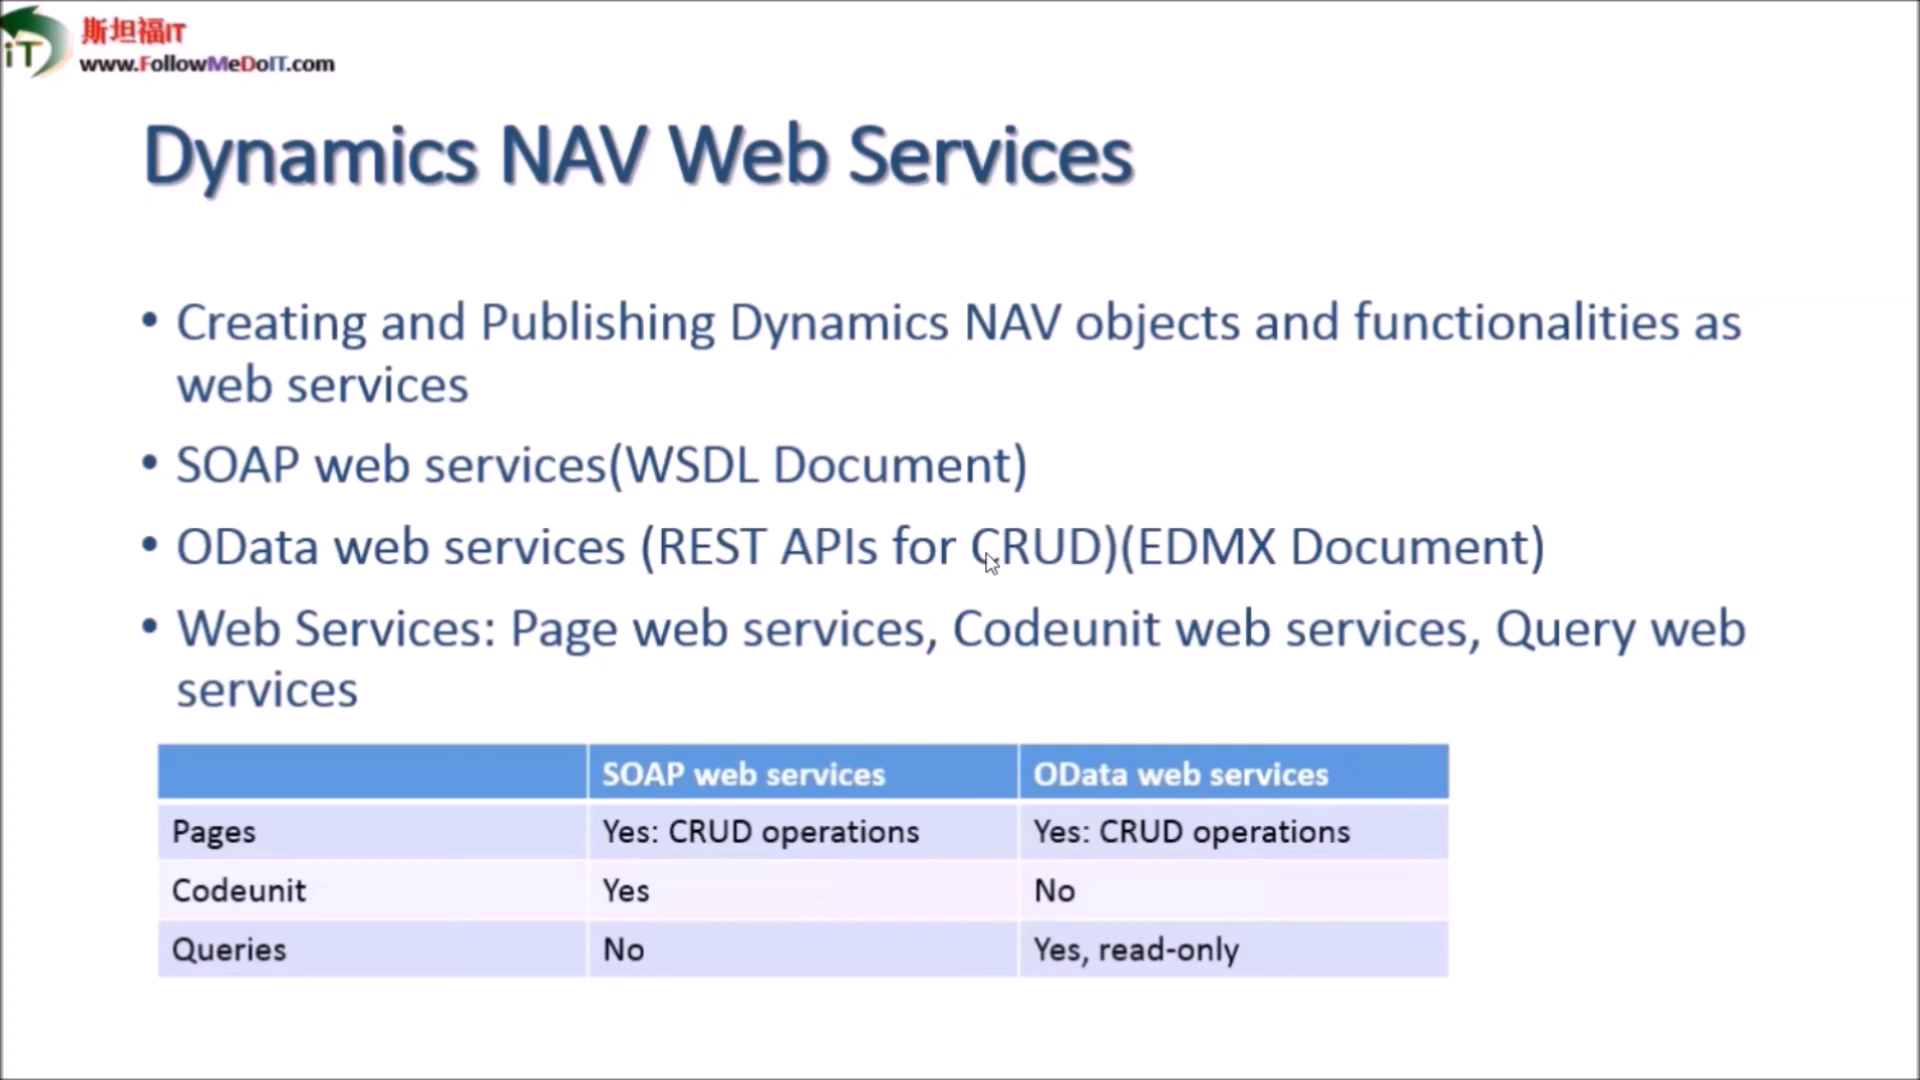 iT
斯坦福IT
www.FollowMeDoIT.com
Dynamics NAV Web Services
• Creating and Publishing Dynamics NAV objects and functionalities as
web services
• SOAP web services(WSDL Document)
• OData web services (REST APIs for CRUD)(EDMX Document)
• Web Services: Page web services, Codeunit web services, Query web
services
SOAP web services OData web services
Pages Yes: CRUD operations Yes: CRUD operations
Codeunit Yes No
Queries No Yes, read-only